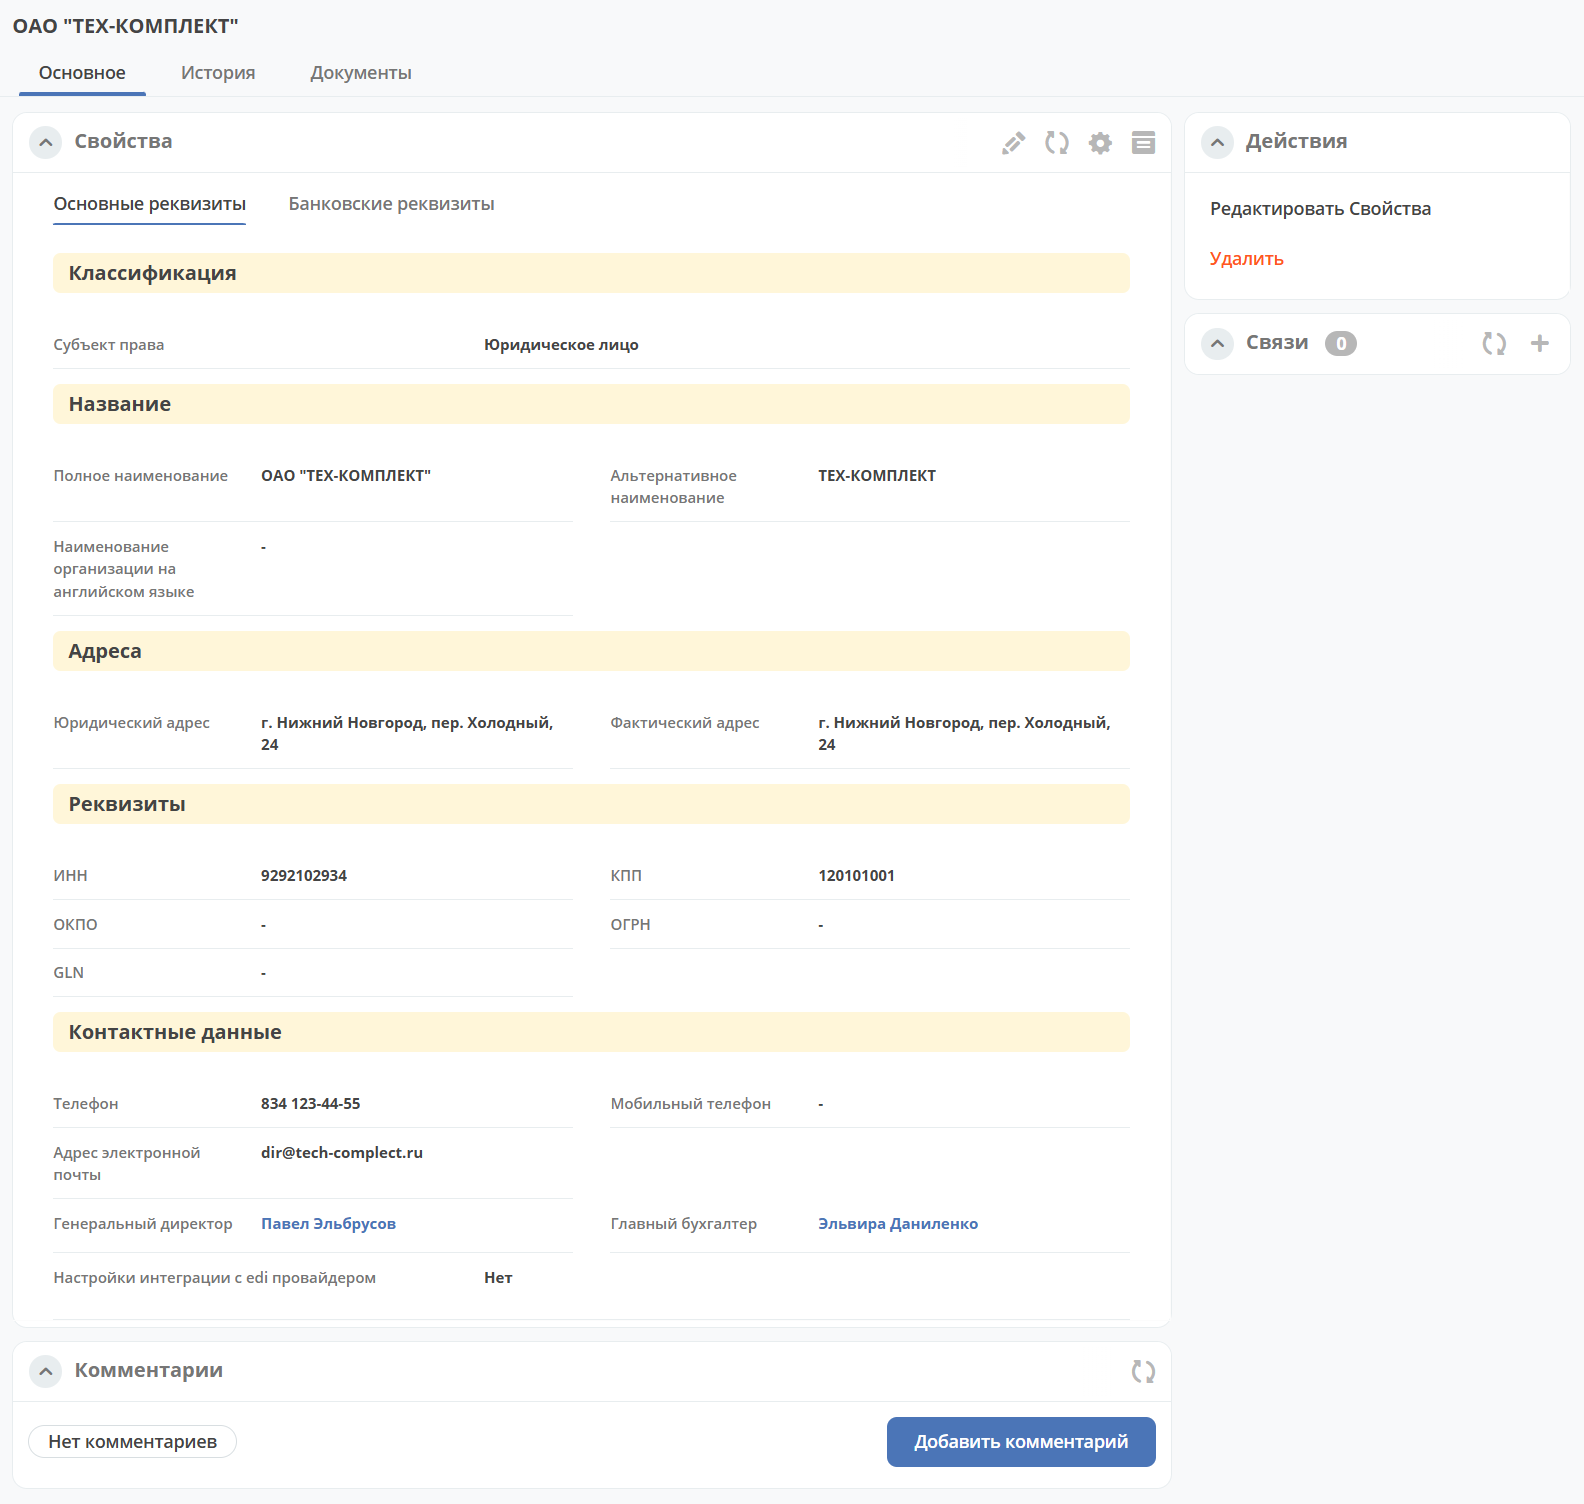 ОАО "ТЕХ-КОМПЛЕКТ"
Основное
История
Документы
Свойства
Основные реквизиты
Банковские реквизиты
Классификация
Субъект права
Юридическое лицо
Название
Полное наименование
ОАО "ТЕХ-КОМПЛЕКТ"
Альтернативное
наименование
ТЕХ-КОМПЛЕКТ
Наименование
организации на
английском языке
-
Адреса
Юридический адрес
г. Нижний Новгород, пер. Холодный,
24
Фактический адрес
г. Нижний Новгород, пер. Холодный,
24
Реквизиты
ИНН
9292102934
КПП
120101001
ОКПО
-
ОГРН
-
GLN
-
Контактные данные
Телефон
834 123-44-55
Мобильный телефон
-
Адрес электронной
почты
dir@tech-complect.ru
Генеральный директор
Павел Эльбрусов
Главный бухгалтер
Эльвира Даниленко
Настройки интеграции с edi провайдером
Нет
Комментарии
Нет комментариев
Добавить комментарий
Действия
Редактировать Свойства
Удалить
Связи
0